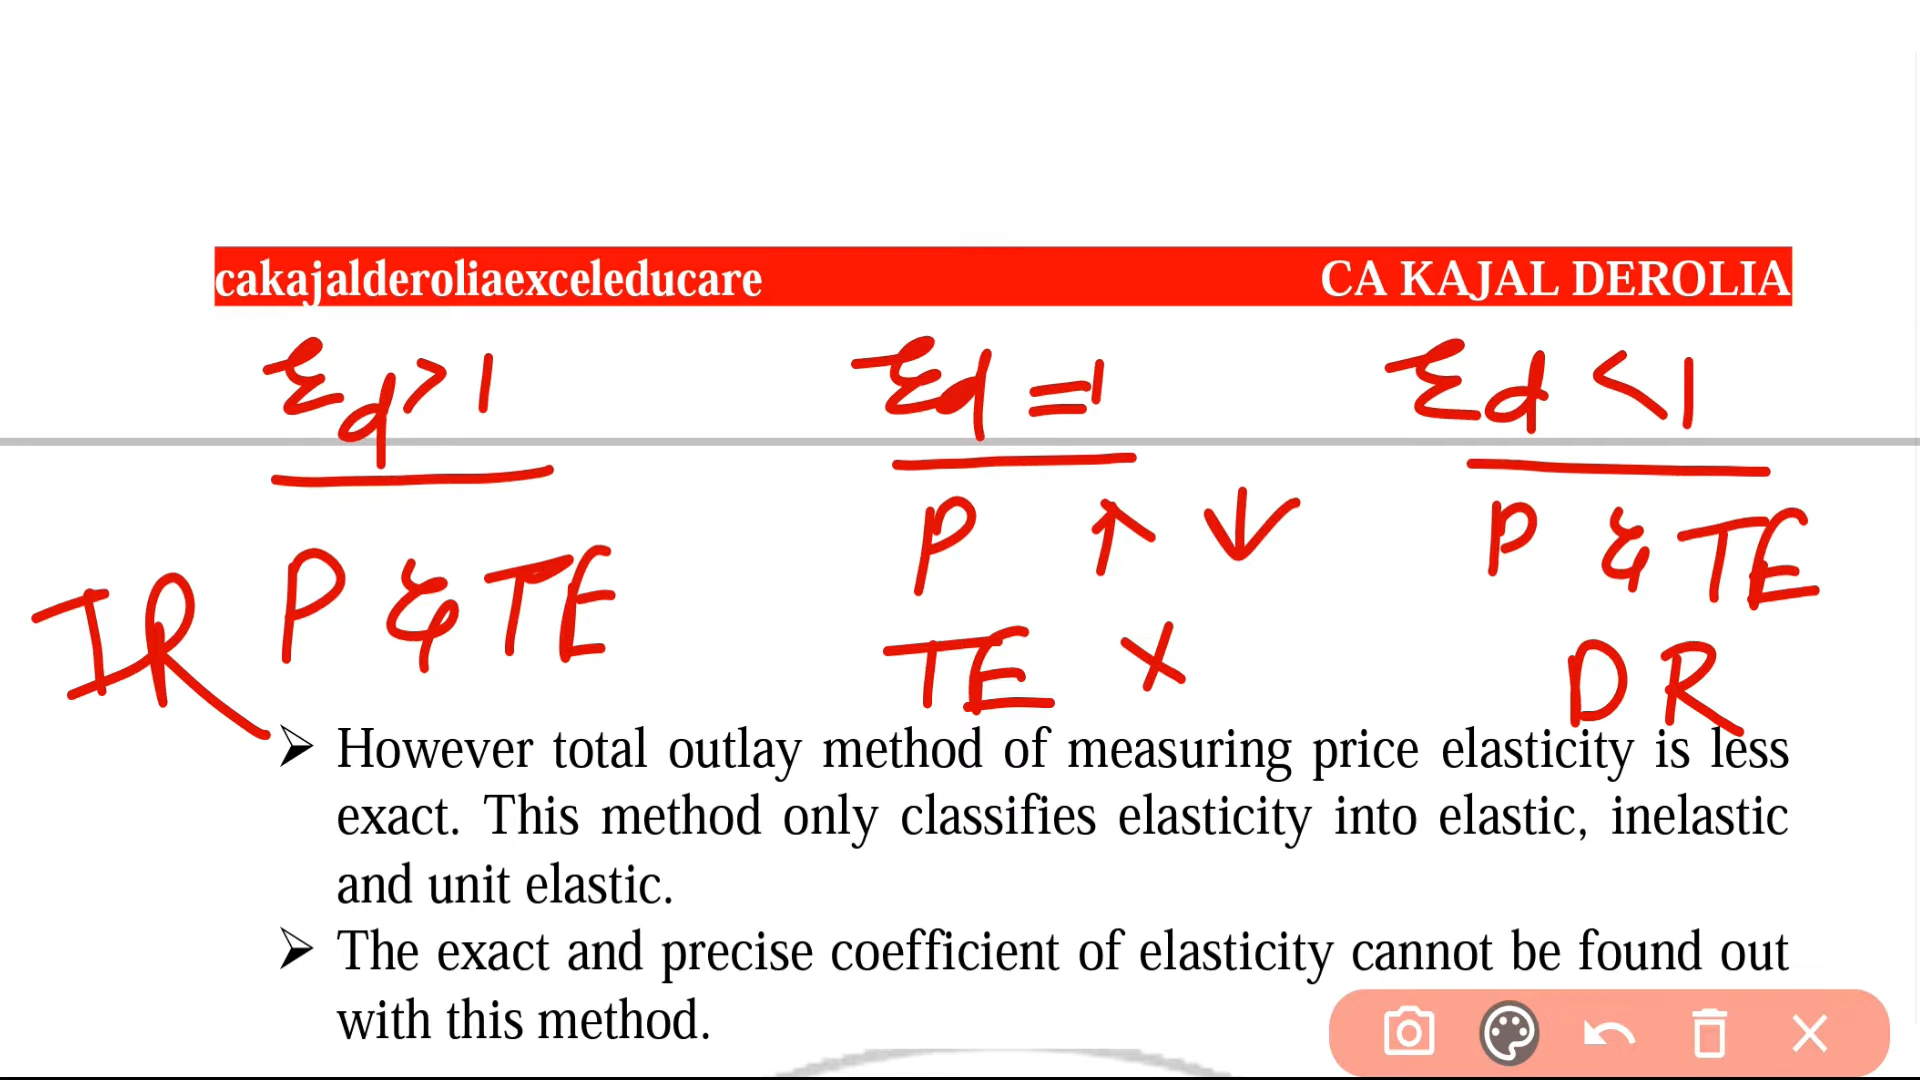 cakajalderoliaexceleducare CA KAJAL DEROLIA
Ed>1 Ed=1 Ed<1
P ↑ ↓ P & TE
IR P & TE TE × DR
➢ However total outlay method of measuring price elasticity is less
exact. This method only classifies elasticity into elastic, inelastic
and unit elastic.
➢ The exact and precise coefficient of elasticity cannot be found out
with this method.